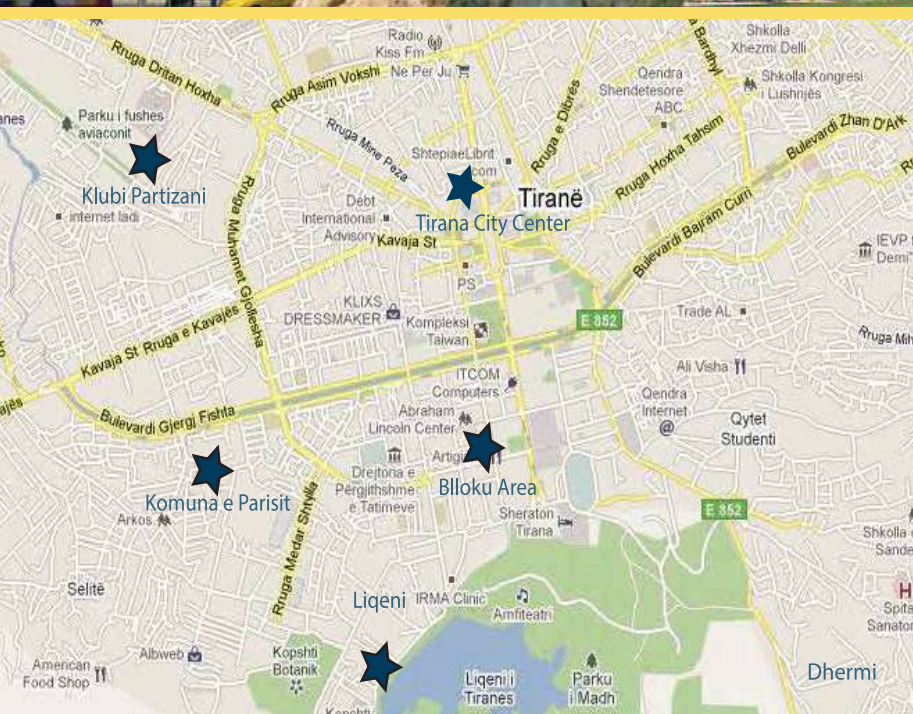 Radio
Kiss Fm
Rruga Dritan Hoxha
Rruga Asim Vokshi
Ne Per Ju
Shkolla
Xhezmi Delli
a Bardhyl
Qendra
Shendetesore
ABC
Shkolla Kongresi
i Lushnjës
anes
Parku i fushes
aviaconit
Rruga Mine Peza
Rruga e Dibrës
Rruga Hoxha Tahsim
Bulevardi Zhan D'Ark
ShtepiaeLibrit
com
Klubi Partizani
internet ladi
Debt
International
Advisory
Tirana City Center
Tiranë
Kavaja St
Rruga Muhamet Gjollesha
Bulevardi Bajram Curri
IEVP
Demi
PS
KLIXS
DRESSMAKER
Kompleksi
Taiwan
E 852
Trade AL
Rruga Mih
Kavaja St Rruga e Kavajës
ajës
ITCOM
Computers
Ali Visha
Bulevardi Gjergj Fishta
Abraham
Lincoln Center
Qendra
Internet
@
Qytet
Studenti
Artigi
Drejtoria e
Përgjithshme
e Tatimeve
Blloku Area
Komuna e Parisit
Arkos
Sheraton
Tirana
E 852
Rruga Medar Shtylla
Shkolla
Sande
Selitë
Liqeni
IRMA Clinic
Amfiteatri
H
Spita
Sanator
American
Food Shop
Albweb
Kopshti
Botanik
Liqeni i
Tiranes
Parku
i Madh
Dhermi